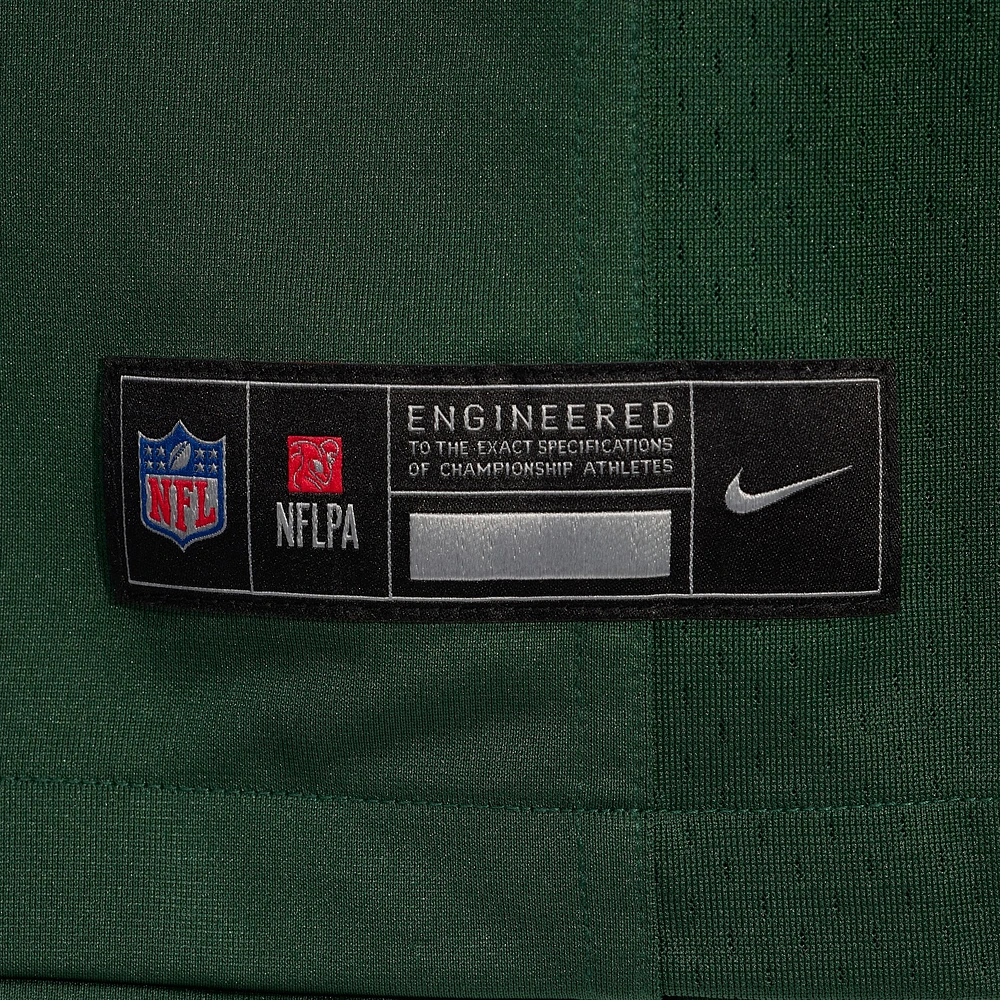 NFL
NFLPA
ENGINEERED
TO THE EXACT SPECIFICATIONS
OF CHAMPIONSHIP ATHLETES